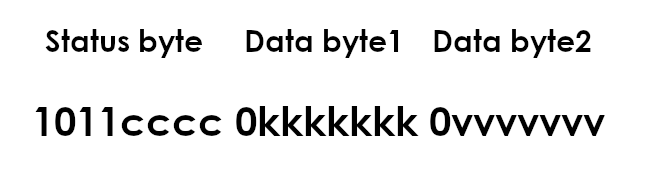 Status byte Data byte1 Data byte2
1011cccc 0kkkkkkk 0vvvvvvv